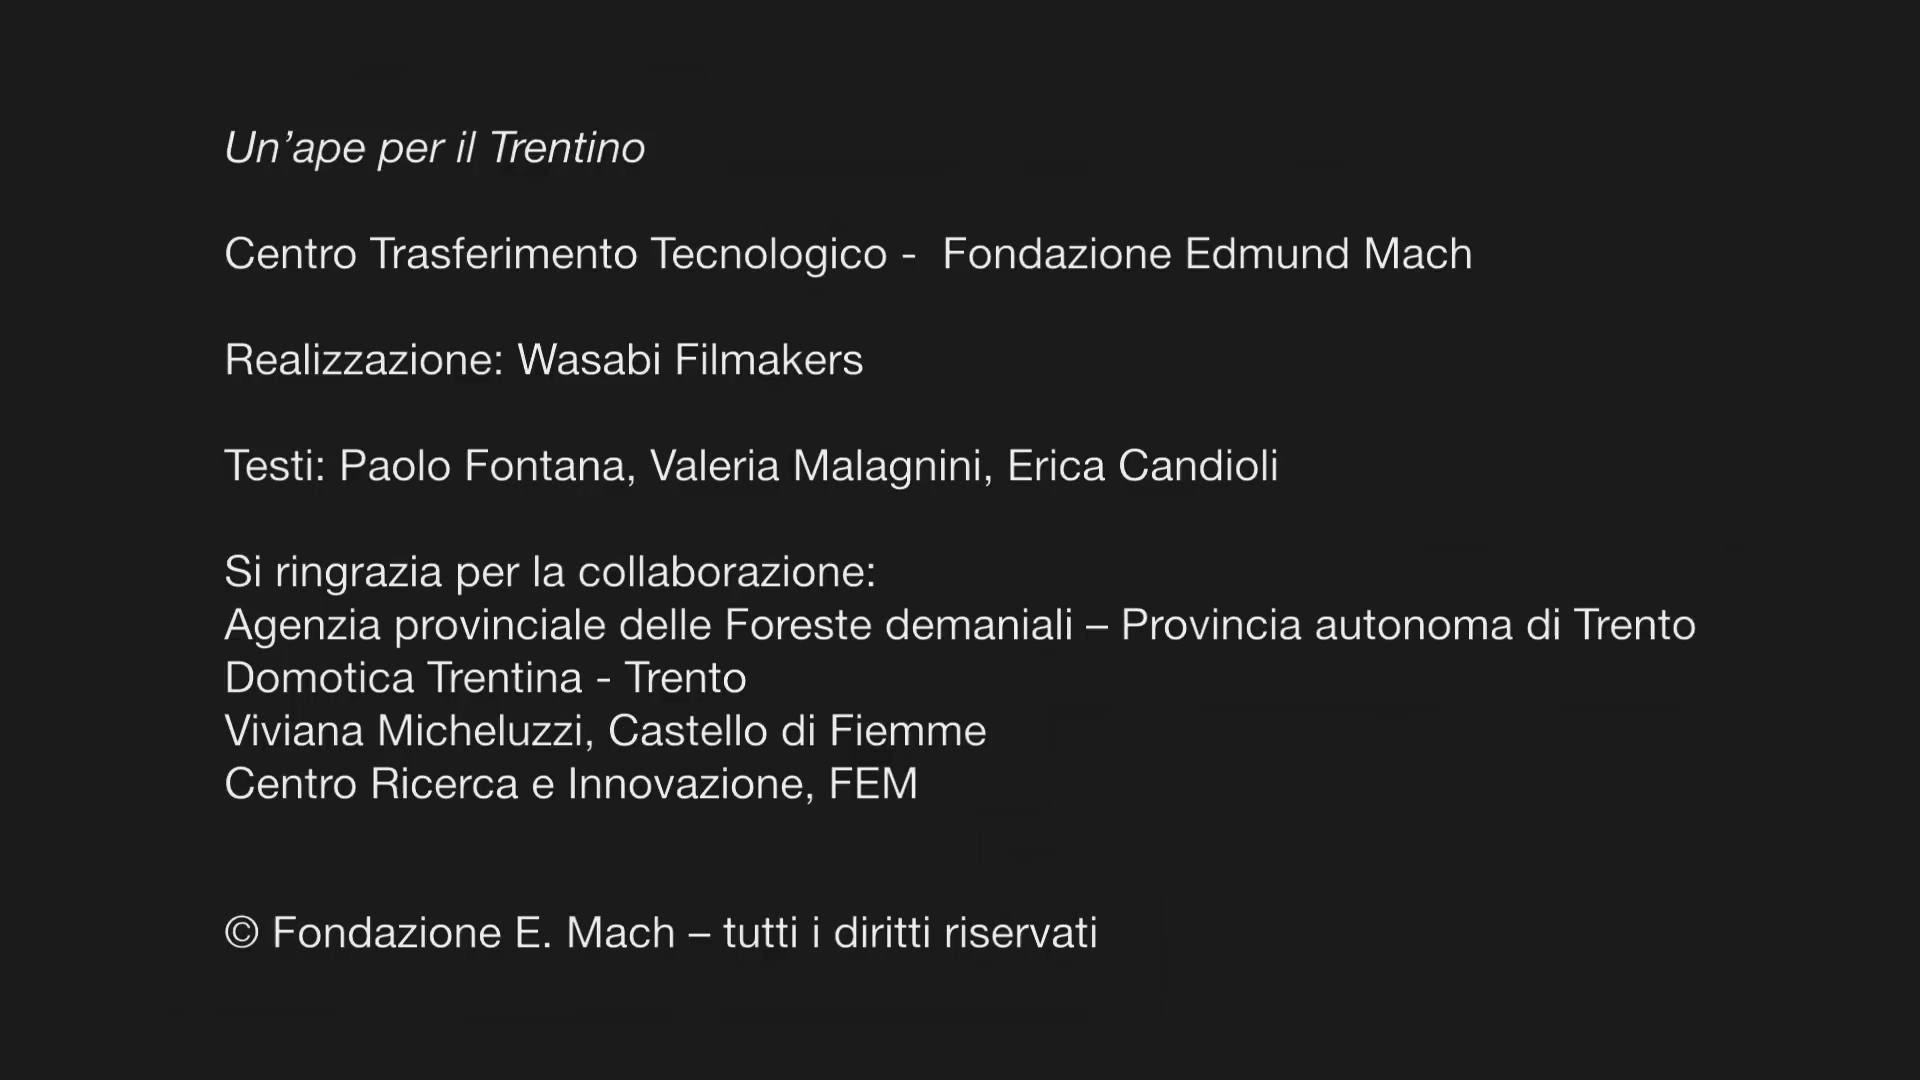 Un’ape per il Trentino
Centro Trasferimento Tecnologico -  Fondazione Edmund Mach
Realizzazione: Wasabi Filmakers
Testi: Paolo Fontana, Valeria Malagnini, Erica Candioli
Si ringrazia per la collaborazione:
Agenzia provinciale delle Foreste demaniali – Provincia autonoma di Trento
Domotica Trentina - Trento
Viviana Micheluzzi, Castello di Fiemme
Centro Ricerca e Innovazione, FEM
© Fondazione E. Mach – tutti i diritti riservati